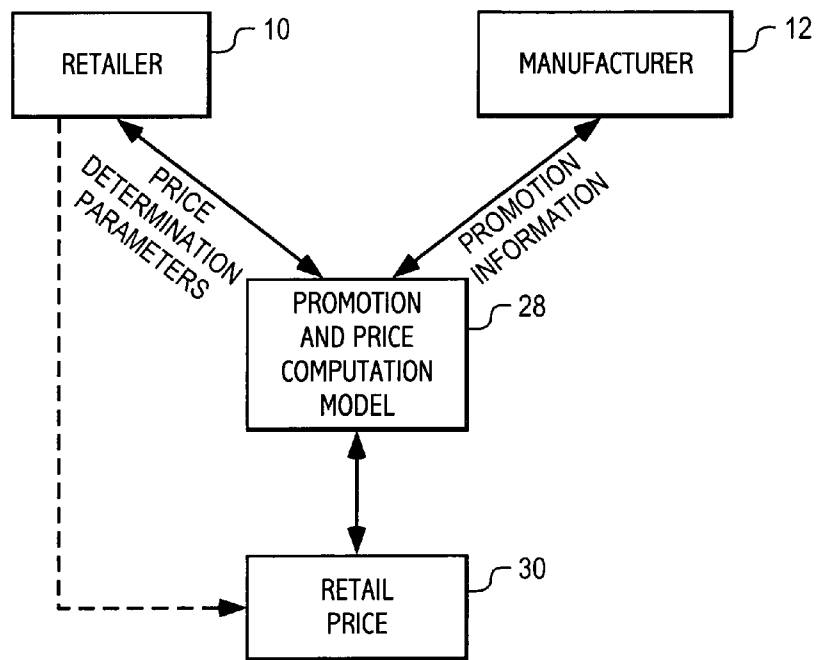 RETAILER
10
MANUFACTURER
12
PRICE
DETERMINATION
PARAMETERS
PROMOTION
INFORMATION
PROMOTION
AND PRICE
COMPUTATION
MODEL
28
RETAIL
PRICE
30